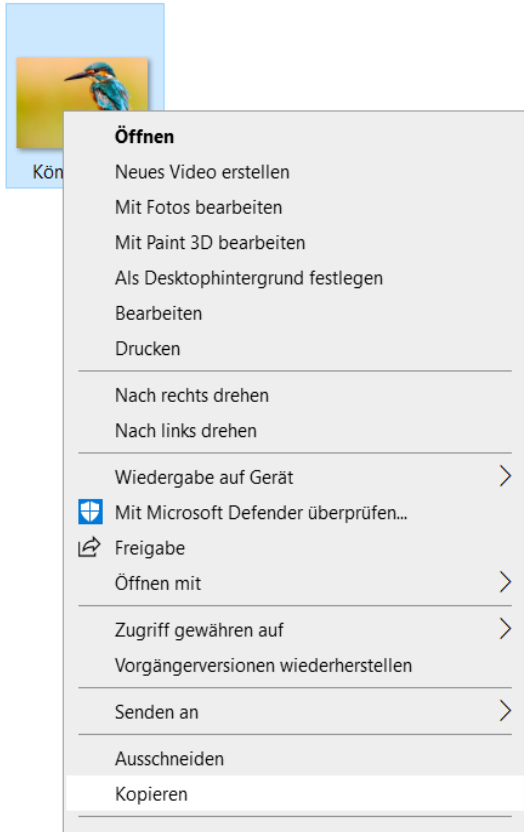 Kön
Öffnen
Neues Video erstellen
Mit Fotos bearbeiten
Mit Paint 3D bearbeiten
Als Desktophintergrund festlegen
Bearbeiten
Drucken
Nach rechts drehen
Nach links drehen
Wiedergabe auf Gerät
Mit Microsoft Defender überprüfen...
Freigabe
Öffnen mit
Zugriff gewähren auf
Vorgängerversionen wiederherstellen
Senden an
Ausschneiden
Kopieren